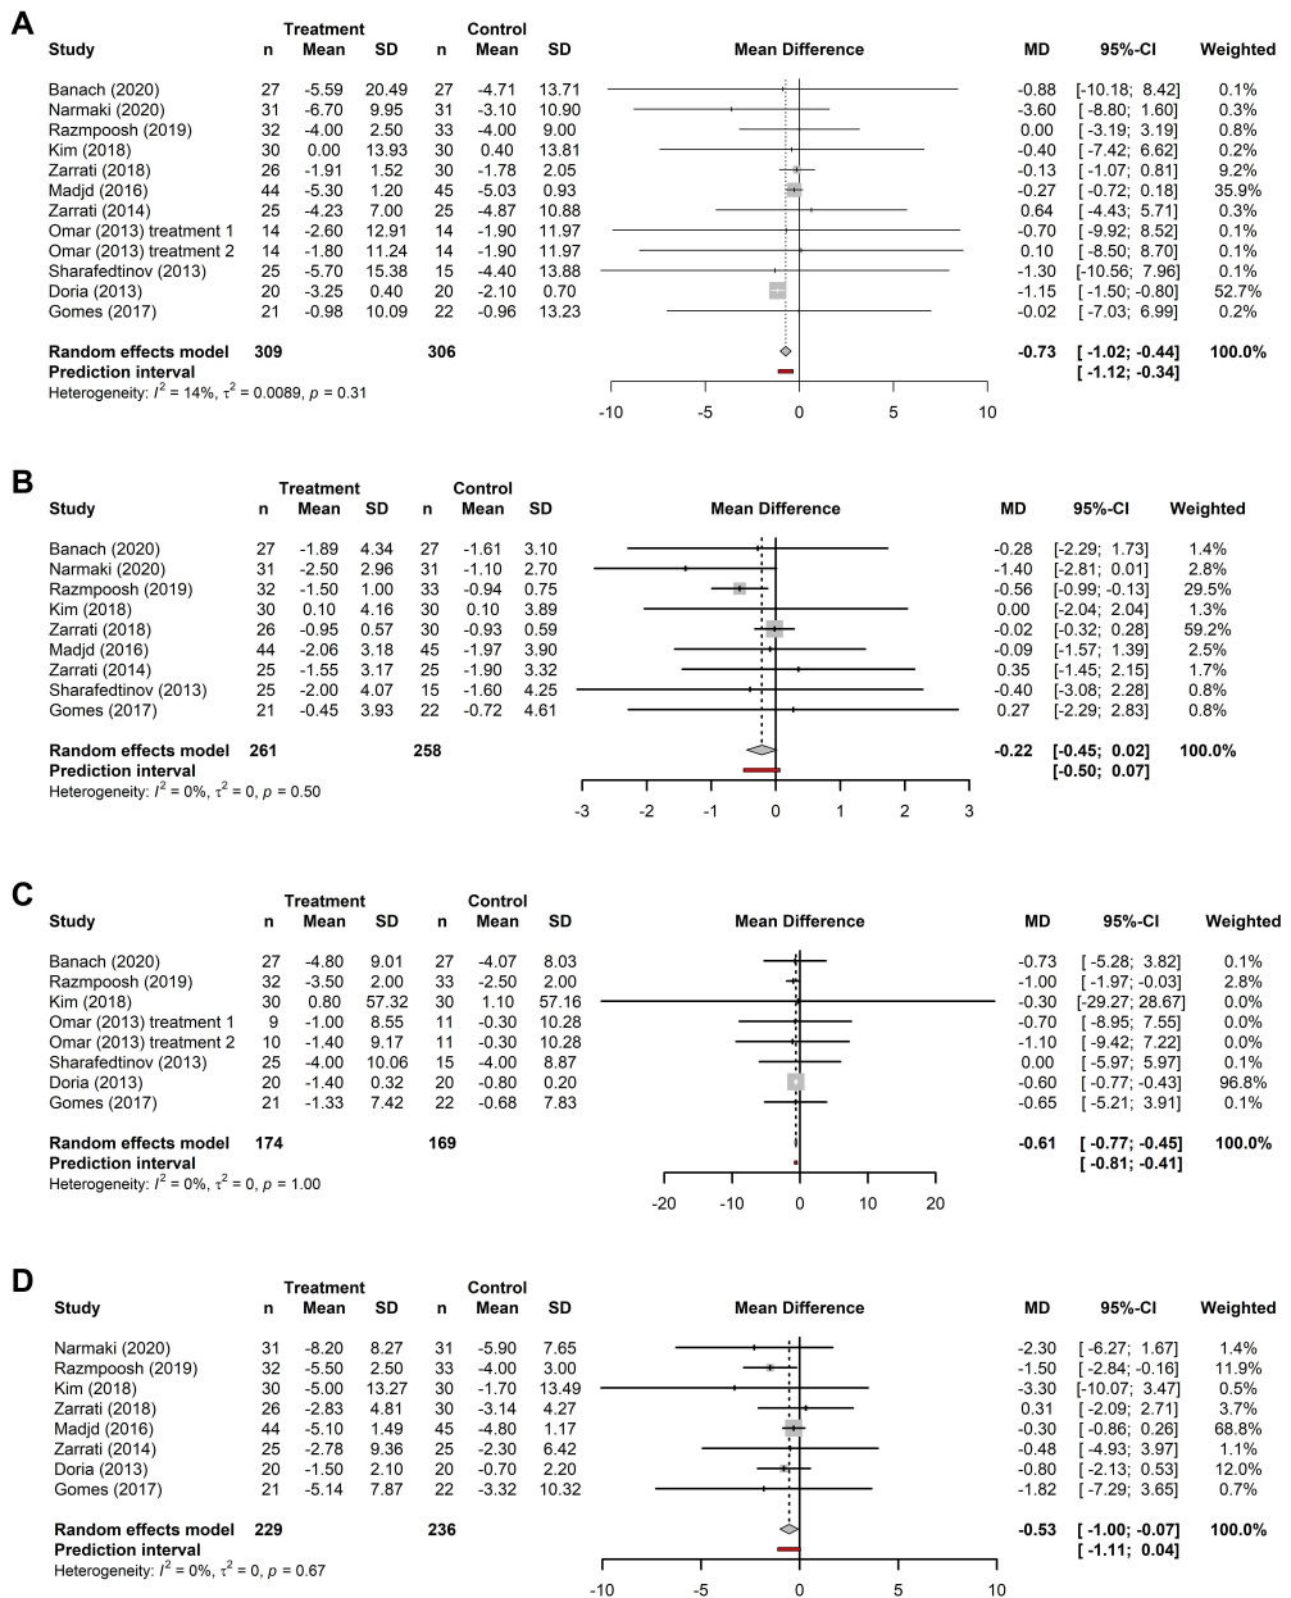 A
Treatment Control
Study n Mean SD n Mean SD Mean Difference MD 95%-CI Weighted
Banach (2020) 27 -5.59 20.49 27 -4.71 13.71 -0.88 [-10.18; 8.42] 0.1%
Narmaki (2020) 31 -6.70 9.95 31 -3.10 10.90 -3.60 [ -8.80; 1.60] 0.3%
Razmpoosh (2019) 32 -4.00 2.50 33 -4.00 9.00 0.00 [ -3.19; 3.19] 0.8%
Kim (2018) 30 0.00 13.93 30 0.40 13.81 -0.40 [ -7.42; 6.62] 0.2%
Zarrati (2018) 26 -1.91 1.52 30 -1.78 2.05 -0.13 [ -1.07; 0.81] 9.2%
Madjd (2016) 44 -5.30 1.20 45 -5.03 0.93 -0.27 [ -0.72; 0.18] 35.9%
Zarrati (2014) 25 -4.23 7.00 25 -4.87 10.88 0.64 [ -4.43; 5.71] 0.3%
Omar (2013) treatment 1 14 -2.60 12.91 14 -1.90 11.97 -0.70 [ -9.92; 8.52] 0.1%
Omar (2013) treatment 2 14 -1.80 11.24 14 -1.90 11.97 0.10 [ -8.50; 8.70] 0.1%
Sharafedtinov (2013) 25 -5.70 15.38 15 -4.40 13.88 -1.30 [-10.56; 7.96] 0.1%
Doria (2013) 20 -3.25 0.40 20 -2.10 0.70 -1.15 [ -1.50; -0.80] 52.7%
Gomes (2017) 21 -0.98 10.09 22 -0.96 13.23 -0.02 [ -7.03; 6.99] 0.2%
Random effects model 309 306 -0.73 [ -1.02; -0.44] 100.0%
Prediction interval [ -1.12; -0.34]
Heterogeneity: I² = 14%, τ² = 0.0089, p = 0.31
-10 -5 0 5 10
B
Treatment Control
Study n Mean SD n Mean SD Mean Difference MD 95%-CI Weighted
Banach (2020) 27 -1.89 4.34 27 -1.61 3.10 -0.28 [-2.29; 1.73] 1.4%
Narmaki (2020) 31 -2.50 2.96 31 -1.10 2.70 -1.40 [-2.81; 0.01] 2.8%
Razmpoosh (2019) 32 -1.50 1.00 33 -0.94 0.75 -0.56 [-0.99; -0.13] 29.5%
Kim (2018) 30 0.10 4.16 30 0.10 3.89 0.00 [-2.04; 2.04] 1.3%
Zarrati (2018) 26 -0.95 0.57 30 -0.93 0.59 -0.02 [-0.32; 0.28] 59.2%
Madjd (2016) 44 -2.06 3.18 45 -1.97 3.90 -0.09 [-1.57; 1.39] 2.5%
Zarrati (2014) 25 -1.55 3.17 25 -1.90 3.32 0.35 [-1.45; 2.15] 1.7%
Sharafedtinov (2013) 25 -2.00 4.07 15 -1.60 4.25 -0.40 [-3.08; 2.28] 0.8%
Gomes (2017) 21 -0.45 3.93 22 -0.72 4.61 0.27 [-2.29; 2.83] 0.8%
Random effects model 261 258 -0.22 [-0.45; 0.02] 100.0%
Prediction interval [-0.50; 0.07]
Heterogeneity: I² = 0%, τ² = 0, p = 0.50
-3 -2 -1 0 1 2 3
C
Treatment Control
Study n Mean SD n Mean SD Mean Difference MD 95%-CI Weighted
Banach (2020) 27 -4.80 9.01 27 -4.07 8.03 -0.73 [ -5.28; 3.82] 0.1%
Razmpoosh (2019) 32 -3.50 2.00 33 -2.50 2.00 -1.00 [ -1.97; -0.03] 2.8%
Kim (2018) 30 0.80 57.32 30 1.10 57.16 -0.30 [-29.27; 28.67] 0.0%
Omar (2013) treatment 1 9 -1.00 8.55 11 -0.30 10.28 -0.70 [ -8.95; 7.55] 0.0%
Omar (2013) treatment 2 10 -1.40 9.17 11 -0.30 10.28 -1.10 [ -9.42; 7.22] 0.0%
Sharafedtinov (2013) 25 -4.00 10.06 15 -4.00 8.87 0.00 [ -5.97; 5.97] 0.1%
Doria (2013) 20 -1.40 0.32 20 -0.80 0.20 -0.60 [ -0.77; -0.43] 96.8%
Gomes (2017) 21 -1.33 7.42 22 -0.68 7.83 -0.65 [ -5.21; 3.91] 0.1%
Random effects model 174 169 -0.61 [ -0.77; -0.45] 100.0%
Prediction interval [ -0.81; -0.41]
Heterogeneity: I² = 0%, τ² = 0, p = 1.00
-20 -10 0 10 20
D
Treatment Control
Study n Mean SD n Mean SD Mean Difference MD 95%-CI Weighted
Narmaki (2020) 31 -8.20 8.27 31 -5.90 7.65 -2.30 [ -6.27; 1.67] 1.4%
Razmpoosh (2019) 32 -5.50 2.50 33 -4.00 3.00 -1.50 [ -2.84; -0.16] 11.9%
Kim (2018) 30 -5.00 13.27 30 -1.70 13.49 -3.30 [-10.07; 3.47] 0.5%
Zarrati (2018) 26 -2.83 4.81 30 -3.14 4.27 0.31 [ -2.09; 2.71] 3.7%
Madjd (2016) 44 -5.10 1.49 45 -4.80 1.17 -0.30 [ -0.86; 0.26] 68.8%
Zarrati (2014) 25 -2.78 9.36 25 -2.30 6.42 -0.48 [ -4.93; 3.97] 1.1%
Doria (2013) 20 -1.50 2.10 20 -0.70 2.20 -0.80 [ -2.13; 0.53] 12.0%
Gomes (2017) 21 -5.14 7.87 22 -3.32 10.32 -1.82 [ -7.29; 3.65] 0.7%
Random effects model 229 236 -0.53 [ -1.00; -0.07] 100.0%
Prediction interval [ -1.11; 0.04]
Heterogeneity: I² = 0%, τ² = 0, p = 0.67
-10 -5 0 5 10